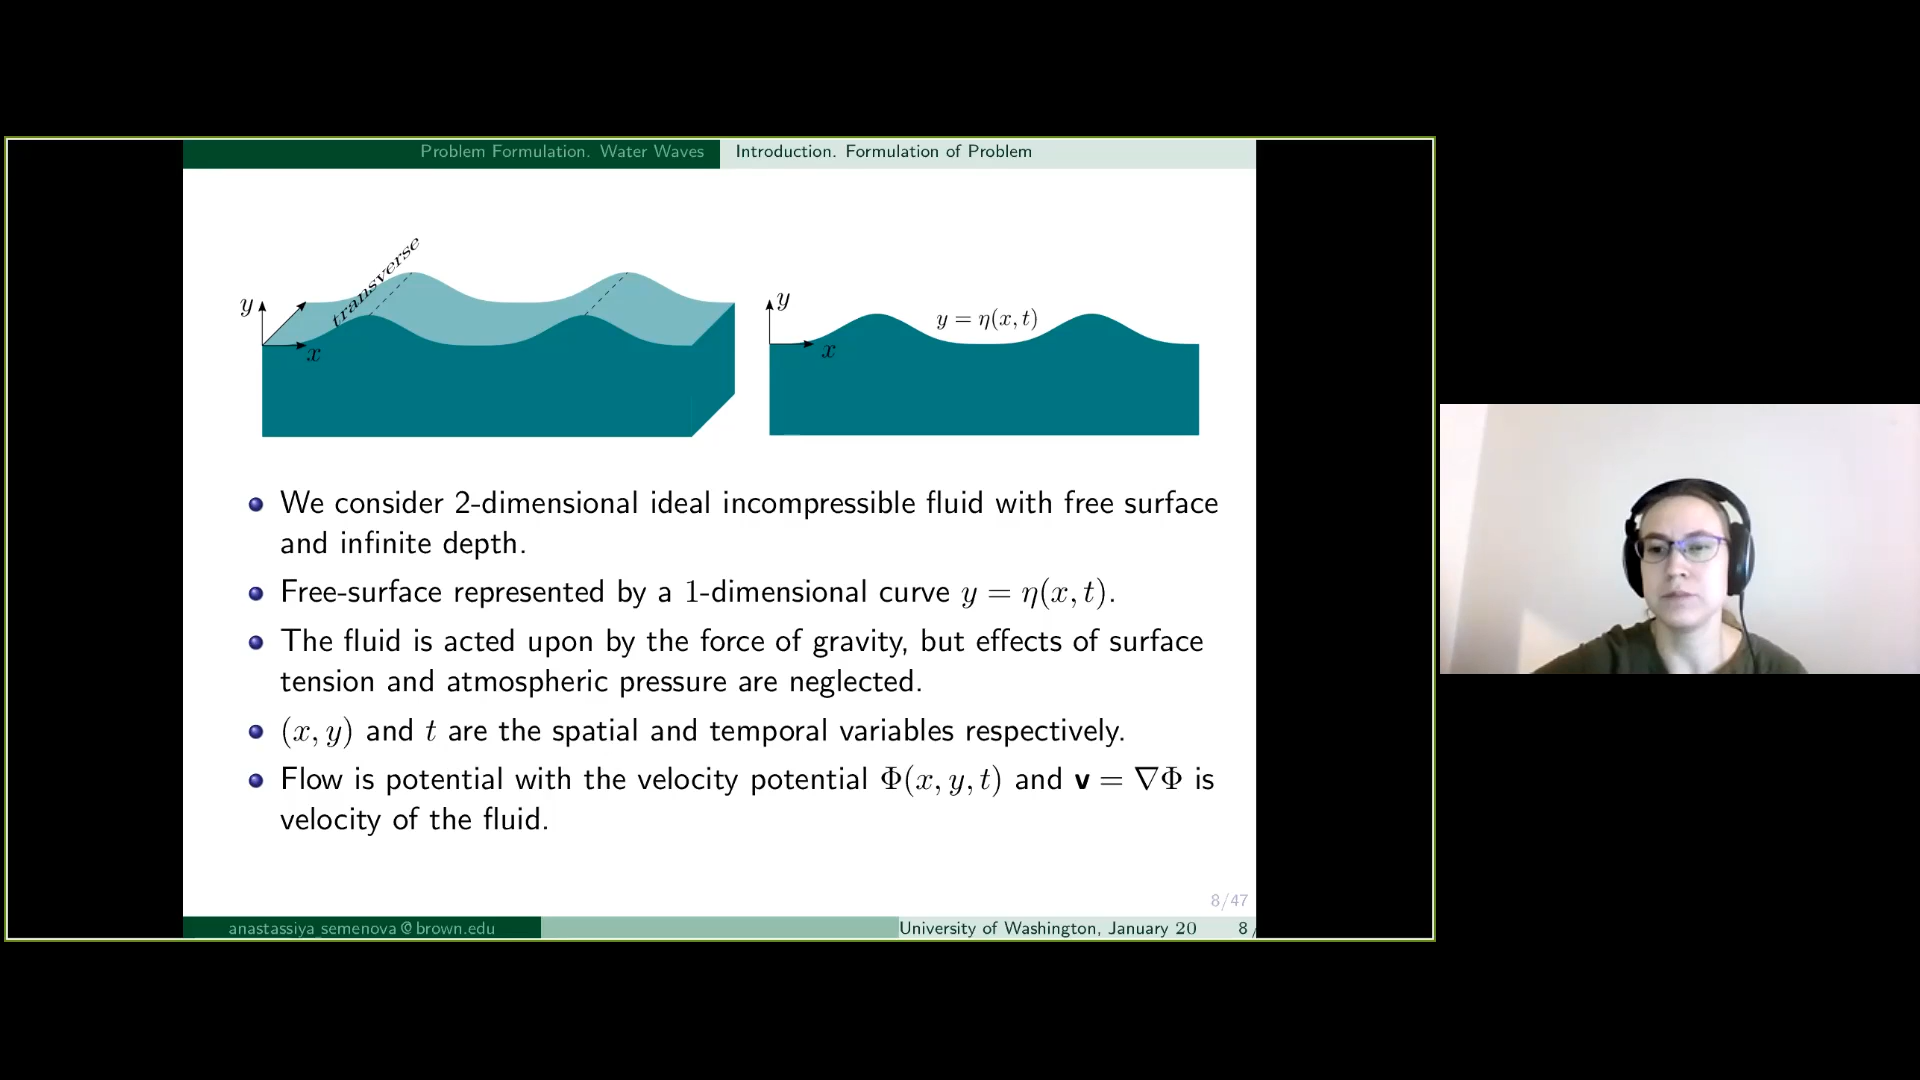 Problem Formulation. Water Waves
Introduction. Formulation of Problem
transverse
y
x
y
y = η(x, t)
x
We consider 2-dimensional ideal incompressible fluid with free surface
and infinite depth.
Free-surface represented by a 1-dimensional curve y = η(x, t).
The fluid is acted upon by the force of gravity, but effects of surface
tension and atmospheric pressure are neglected.
(x, y) and t are the spatial and temporal variables respectively.
Flow is potential with the velocity potential Φ(x, y, t) and v = ∇Φ is
velocity of the fluid.
8/47
anastassiya_semenova@brown.edu
University of Washington, January 20
8 /